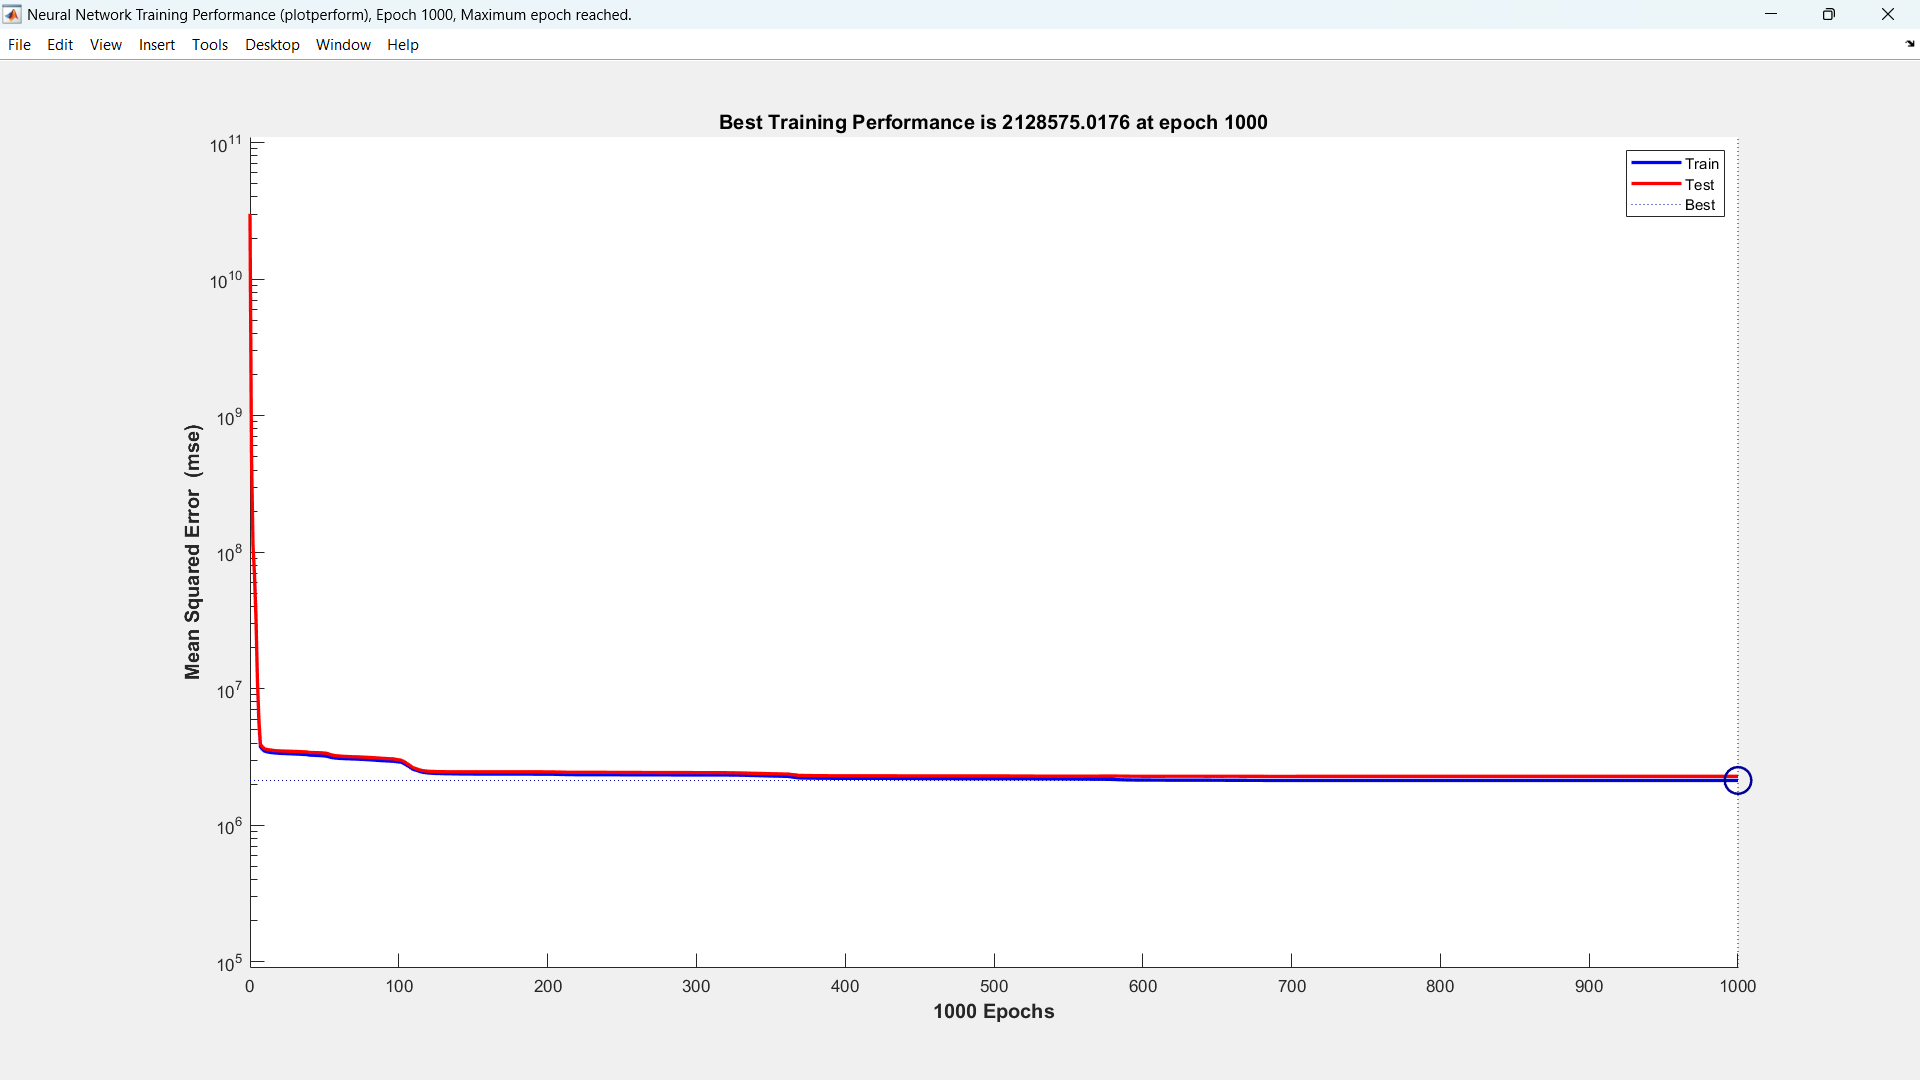 Neural Network Training Performance (plotperform), Epoch 1000, Maximum epoch reached.
File Edit View Insert Tools Desktop Window Help
Best Training Performance is 2128575.0176 at epoch 1000
Train
Test
Best
10^11
10^10
10^9
10^8
10^7
10^6
10^5
Mean Squared Error (mse)
0 100 200 300 400 500 600 700 800 900 1000
1000 Epochs